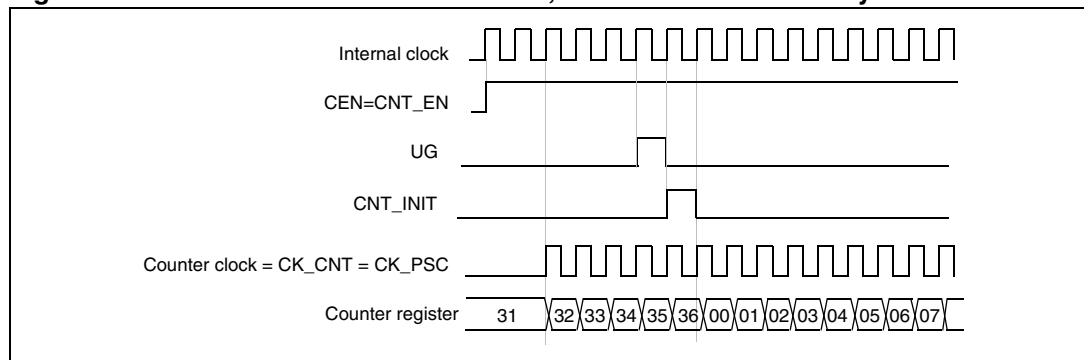 Internal clock
CEN=CNT_EN
UG
CNT_INIT
Counter clock = CK_CNT = CK_PSC
Counter register 31 32 33 34 35 36 00 01 02 03 04 05 06 07